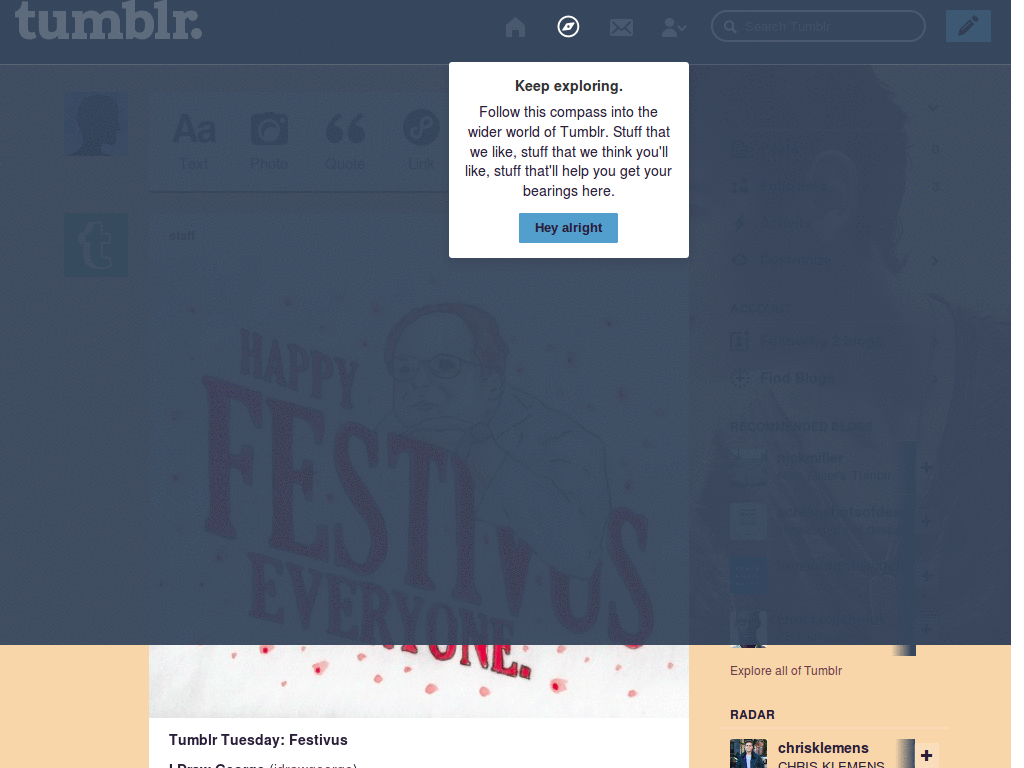 tumblr.
Search Tumblr
Keep exploring.
Follow this compass into the
wider world of Tumblr. Stuff that
we like, stuff that we think you'll
like, stuff that'll help you get your
bearings here.
Hey alright
Aa
Text
Photo
Quote
Link
staff
HAPPY
FESTIVUS
EVERYONE.
Tumblr Tuesday: Festivus
I Draw George (idrawgeorge)
Followers
Activity
ACCOUNT
Following 2 blogs
Find Blogs
RECOMMENDED BLOGS
Explore all of Tumblr
RADAR
chrisklemens
CHRIS KLEMENS